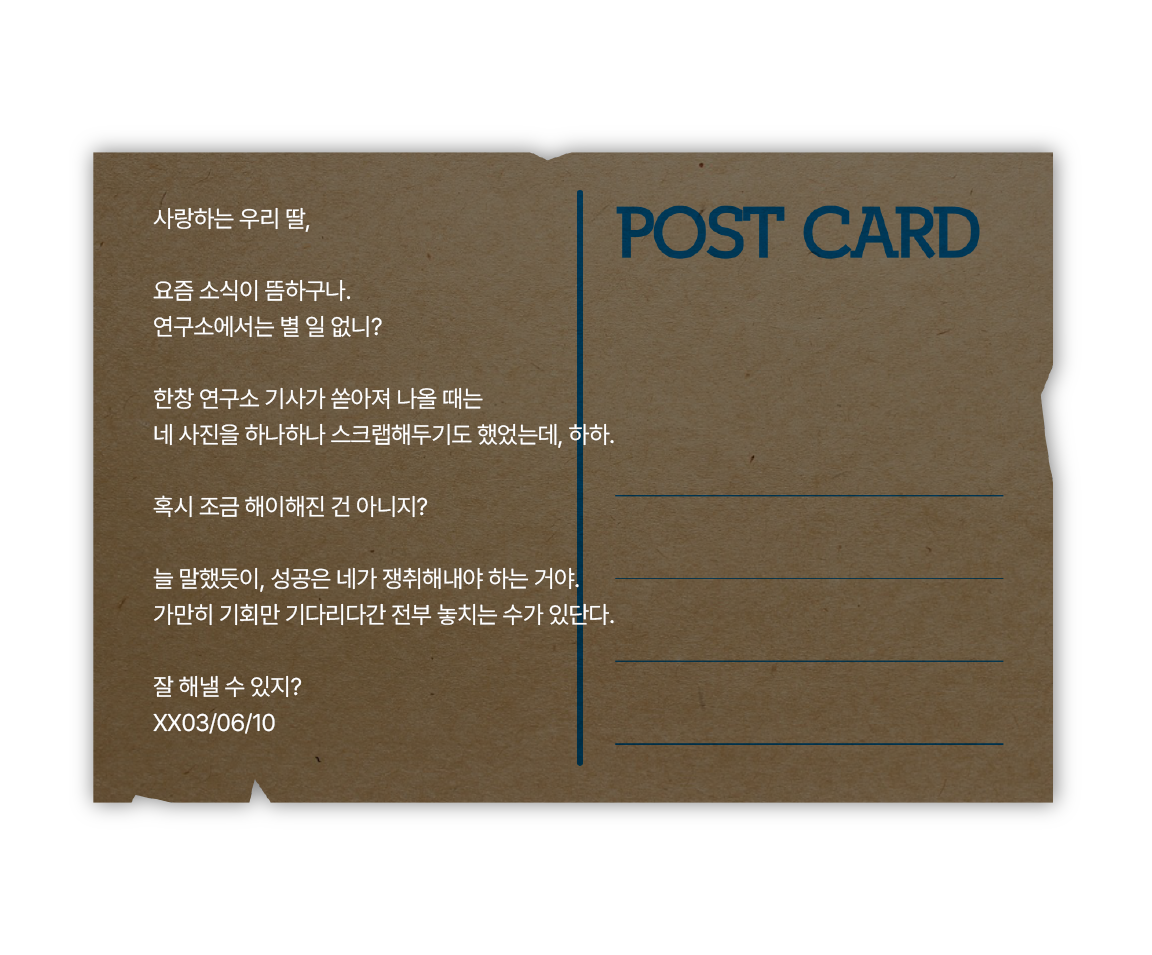 사랑하는 우리 딸,
요즘 소식이 뜸하구나.
연구소에서는 별 일 없니?
한창 연구소 기사가 쏟아져 나올 때는
네 사진을 하나하나 스크랩해두기도 했었는데, 하하.
혹시 조금 해이해진 건 아니지?
늘 말했듯이, 성공은 네가 쟁취해내야 하는 거야.
가만히 기회만 기다리다간 전부 놓치는 수가 있단다.
잘 해낼 수 있지?
XX03/06/10
POST CARD